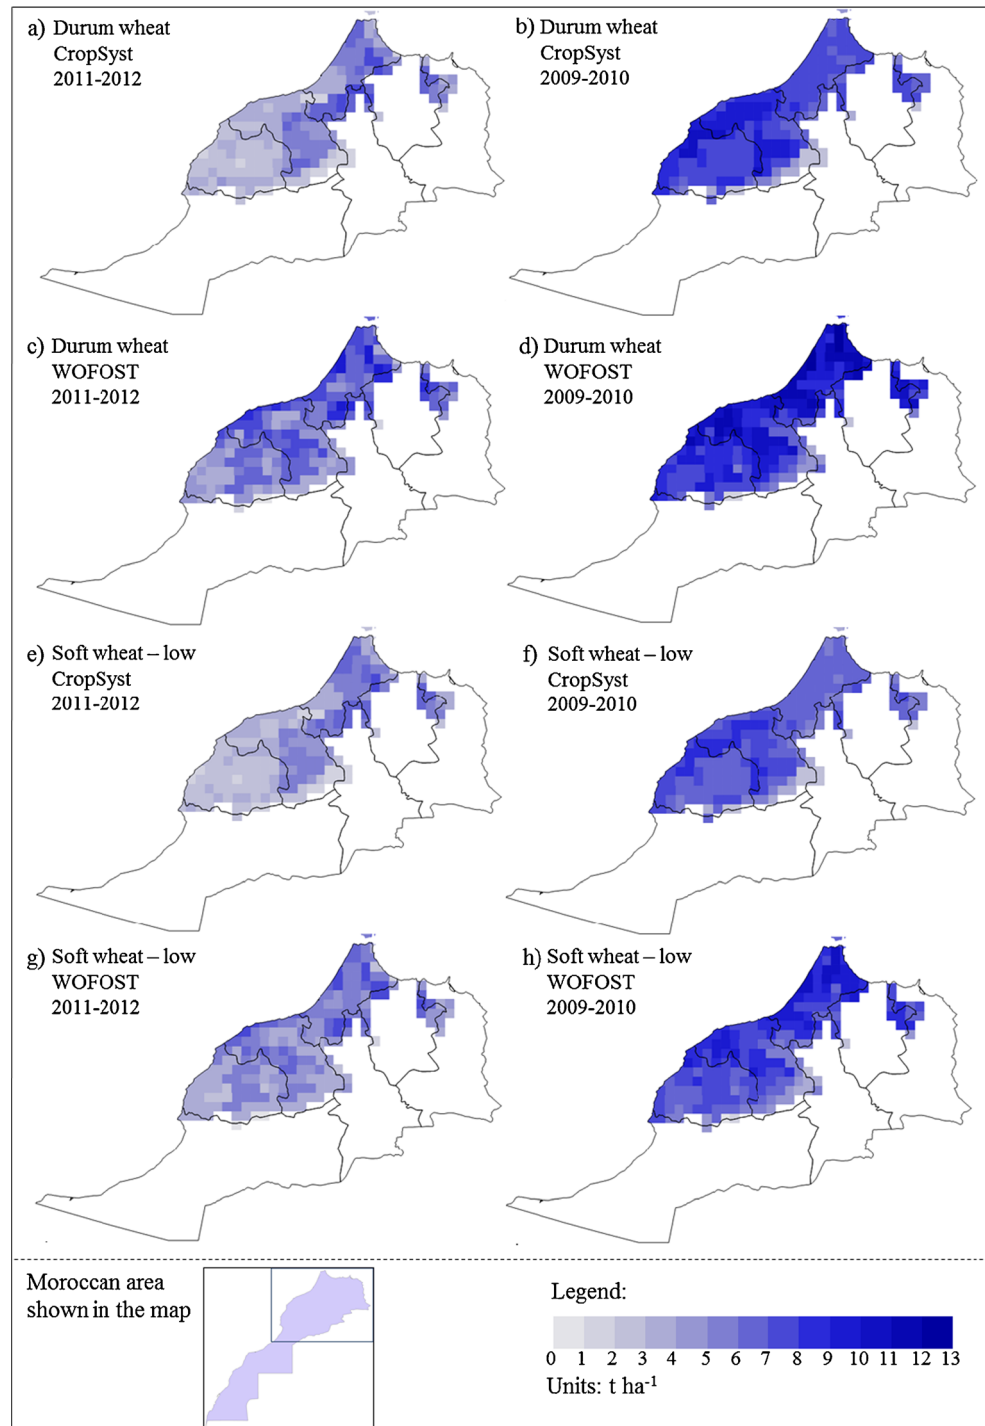 a) Durum wheat
CropSyst
2011-2012
b) Durum wheat
CropSyst
2009-2010
c) Durum wheat
WOFOST
2011-2012
d) Durum wheat
WOFOST
2009-2010
e) Soft wheat – low
CropSyst
2011-2012
f) Soft wheat – low
CropSyst
2009-2010
g) Soft wheat – low
WOFOST
2011-2012
h) Soft wheat – low
WOFOST
2009-2010
Moroccan area
shown in the map
Legend:
0 1 2 3 4 5 6 7 8 9 10 11 12 13
Units: t ha⁻¹